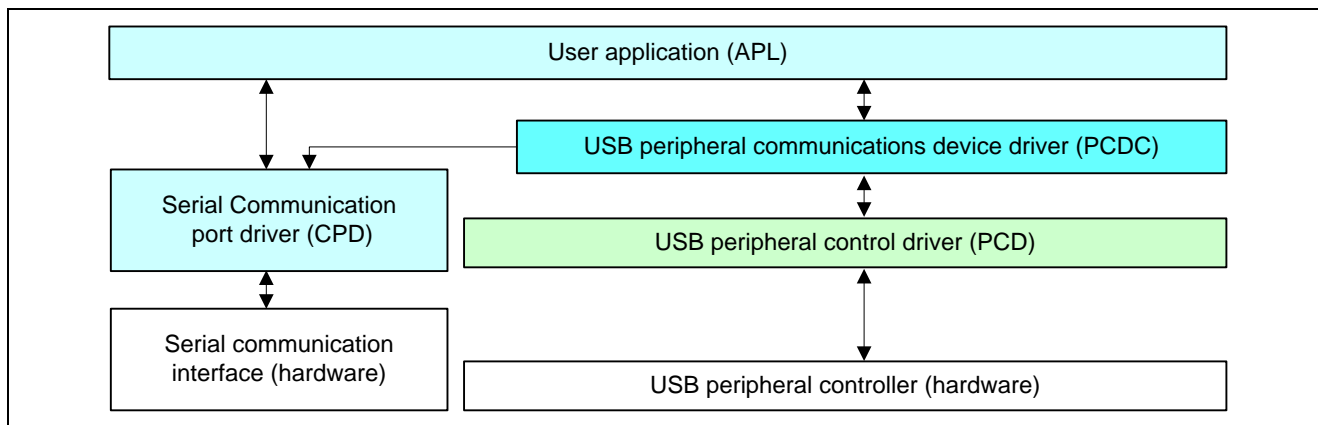 User application (APL)
USB peripheral communications device driver (PCDC)
Serial Communication
port driver (CPD)
USB peripheral control driver (PCD)
Serial communication
interface (hardware)
USB peripheral controller (hardware)